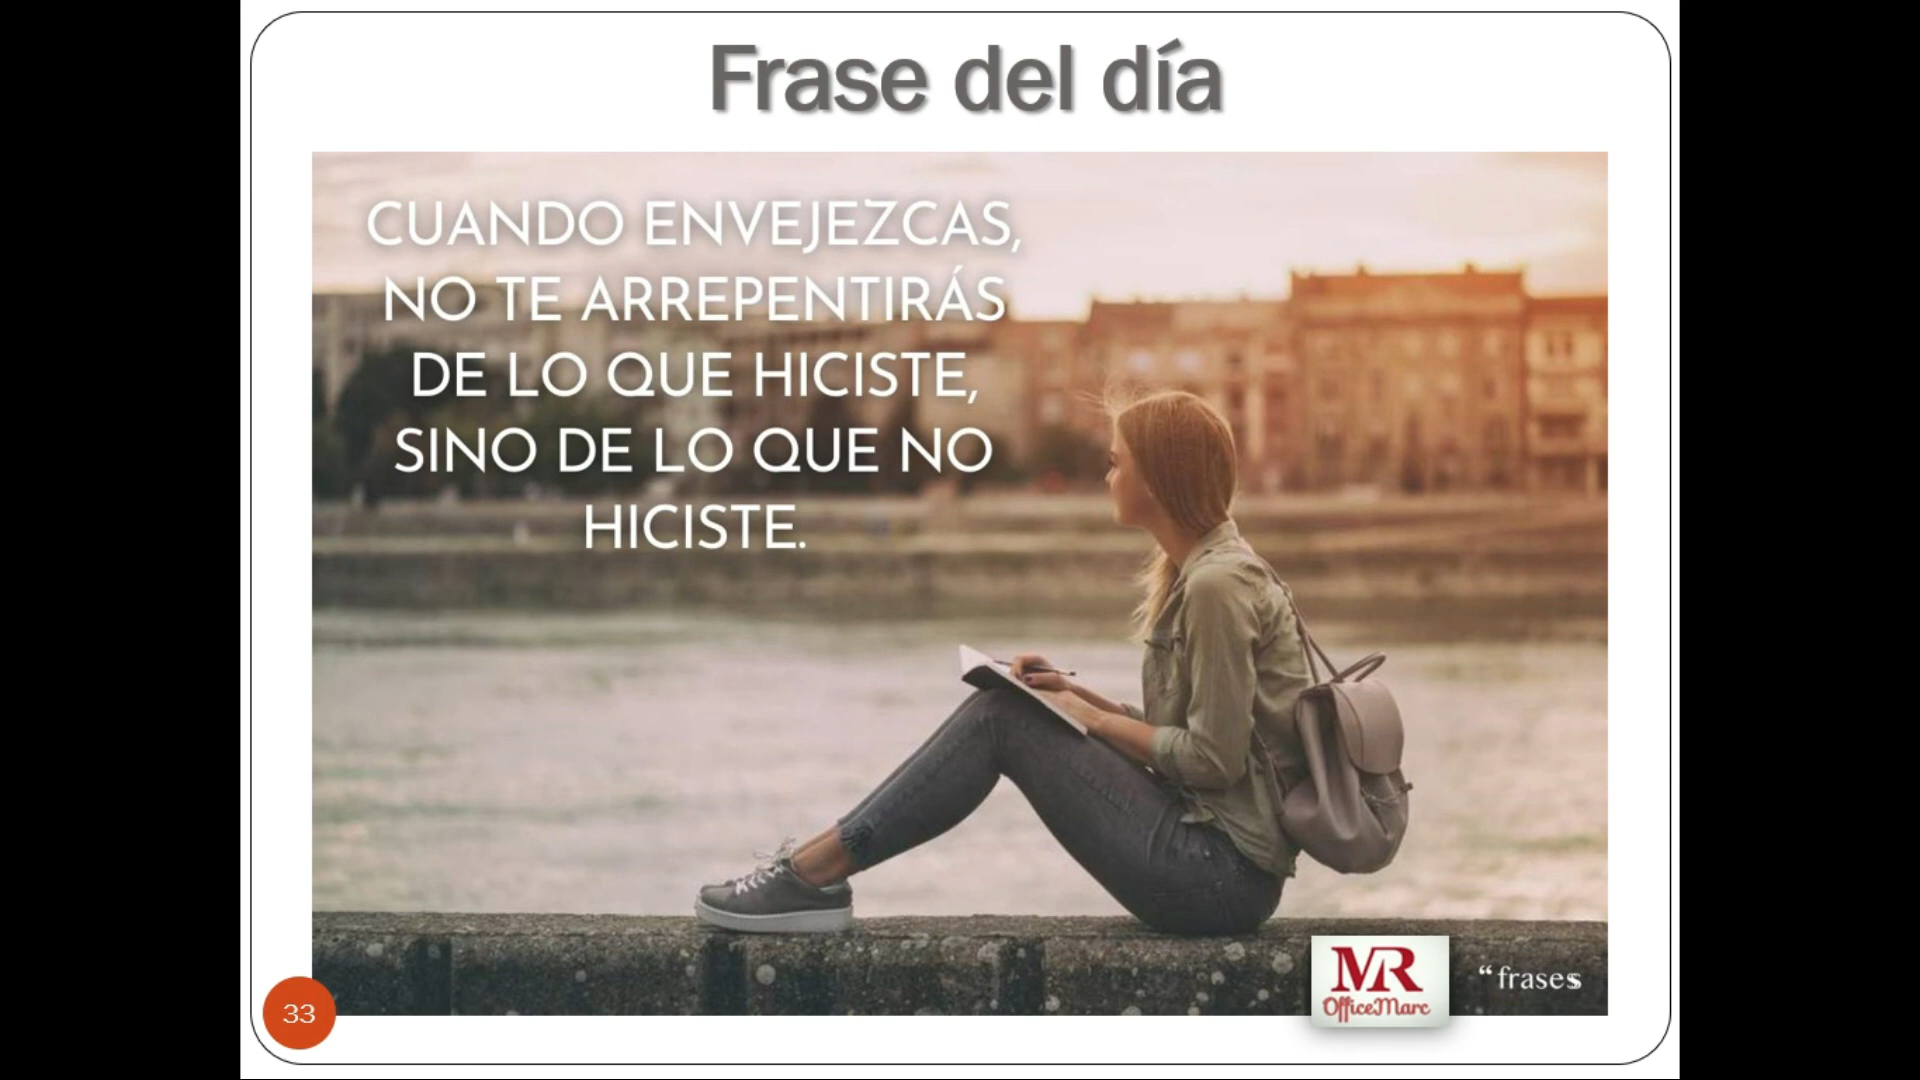 Frase del día
CUANDO ENVEJEZCAS,
NO TE ARREPENTIRÁS
DE LO QUE HICISTE,
SINO DE LO QUE NO
HICISTE.
MR
OfficeMarc
“frases
33